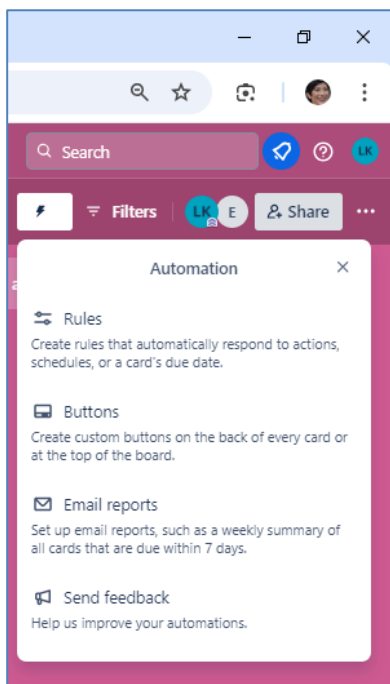 Search
LK
Filters
LK
E
Share
a
Automation
Rules
Create rules that automatically respond to actions,
schedules, or a card's due date.
Buttons
Create custom buttons on the back of every card or
at the top of the board.
Email reports
Set up email reports, such as a weekly summary of
all cards that are due within 7 days.
Send feedback
Help us improve your automations.